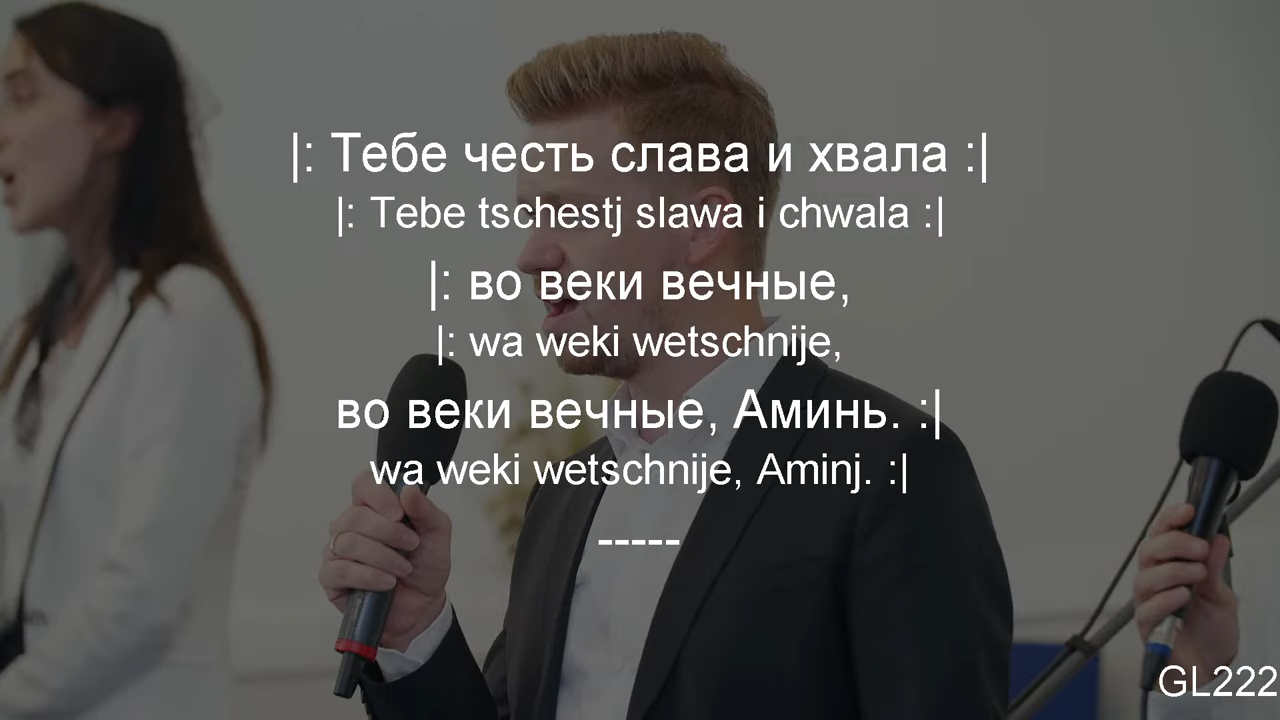 |: Тебе честь слава и хвала :|
|: Tebe tschestj slawa i chwala :|
|: во веки вечные,
|: wa weki wetschnije,
во веки вечные, Аминь. :|
wa weki wetschnije, Aminj. :|
-----
GL222